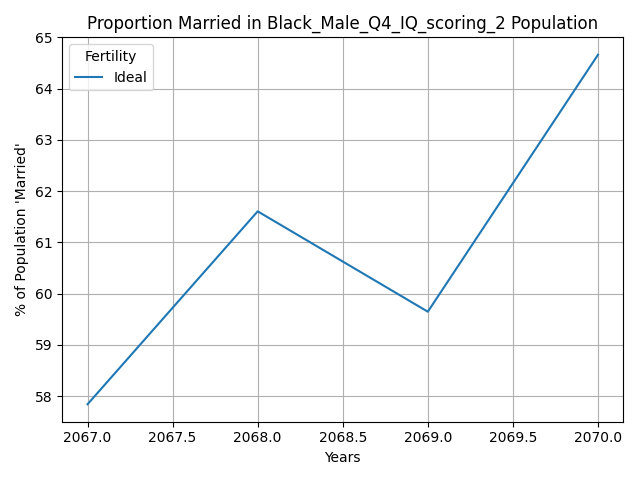 Proportion Married in Black_Male_Q4_IQ_scoring_2 Population
Fertility
Ideal
% of Population 'Married'
65
64
63
62
61
60
59
58
2067.0 2067.5 2068.0 2068.5 2069.0 2069.5 2070.0
Years